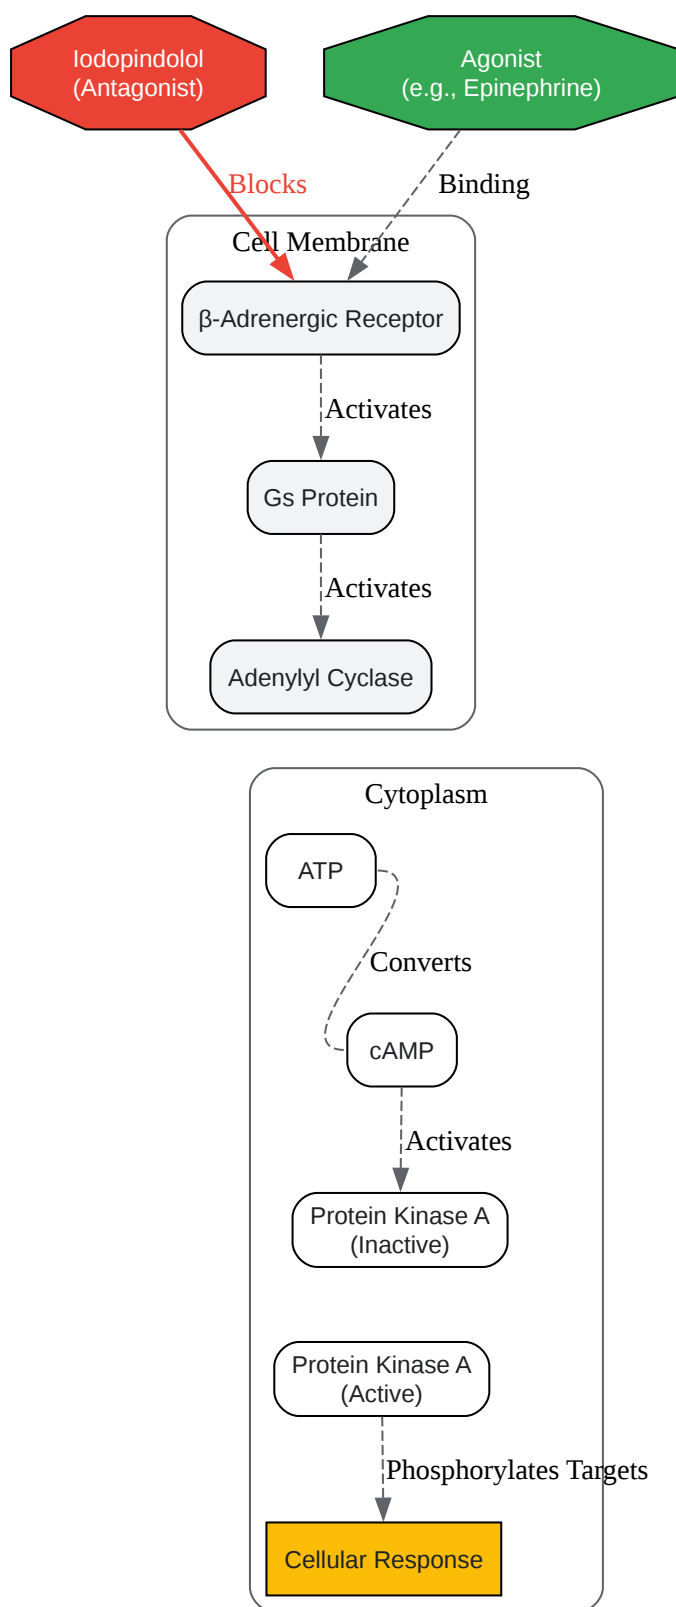 Iodopindolol
(Antagonist)
Agonist
(e.g., Epinephrine)
Blocks
Binding
Cell Membrane
β-Adrenergic Receptor
Activates
Gs Protein
Activates
Adenylyl Cyclase
Cytoplasm
ATP
Converts
cAMP
Activates
Protein Kinase A
(Inactive)
Protein Kinase A
(Active)
Phosphorylates Targets
Cellular Response